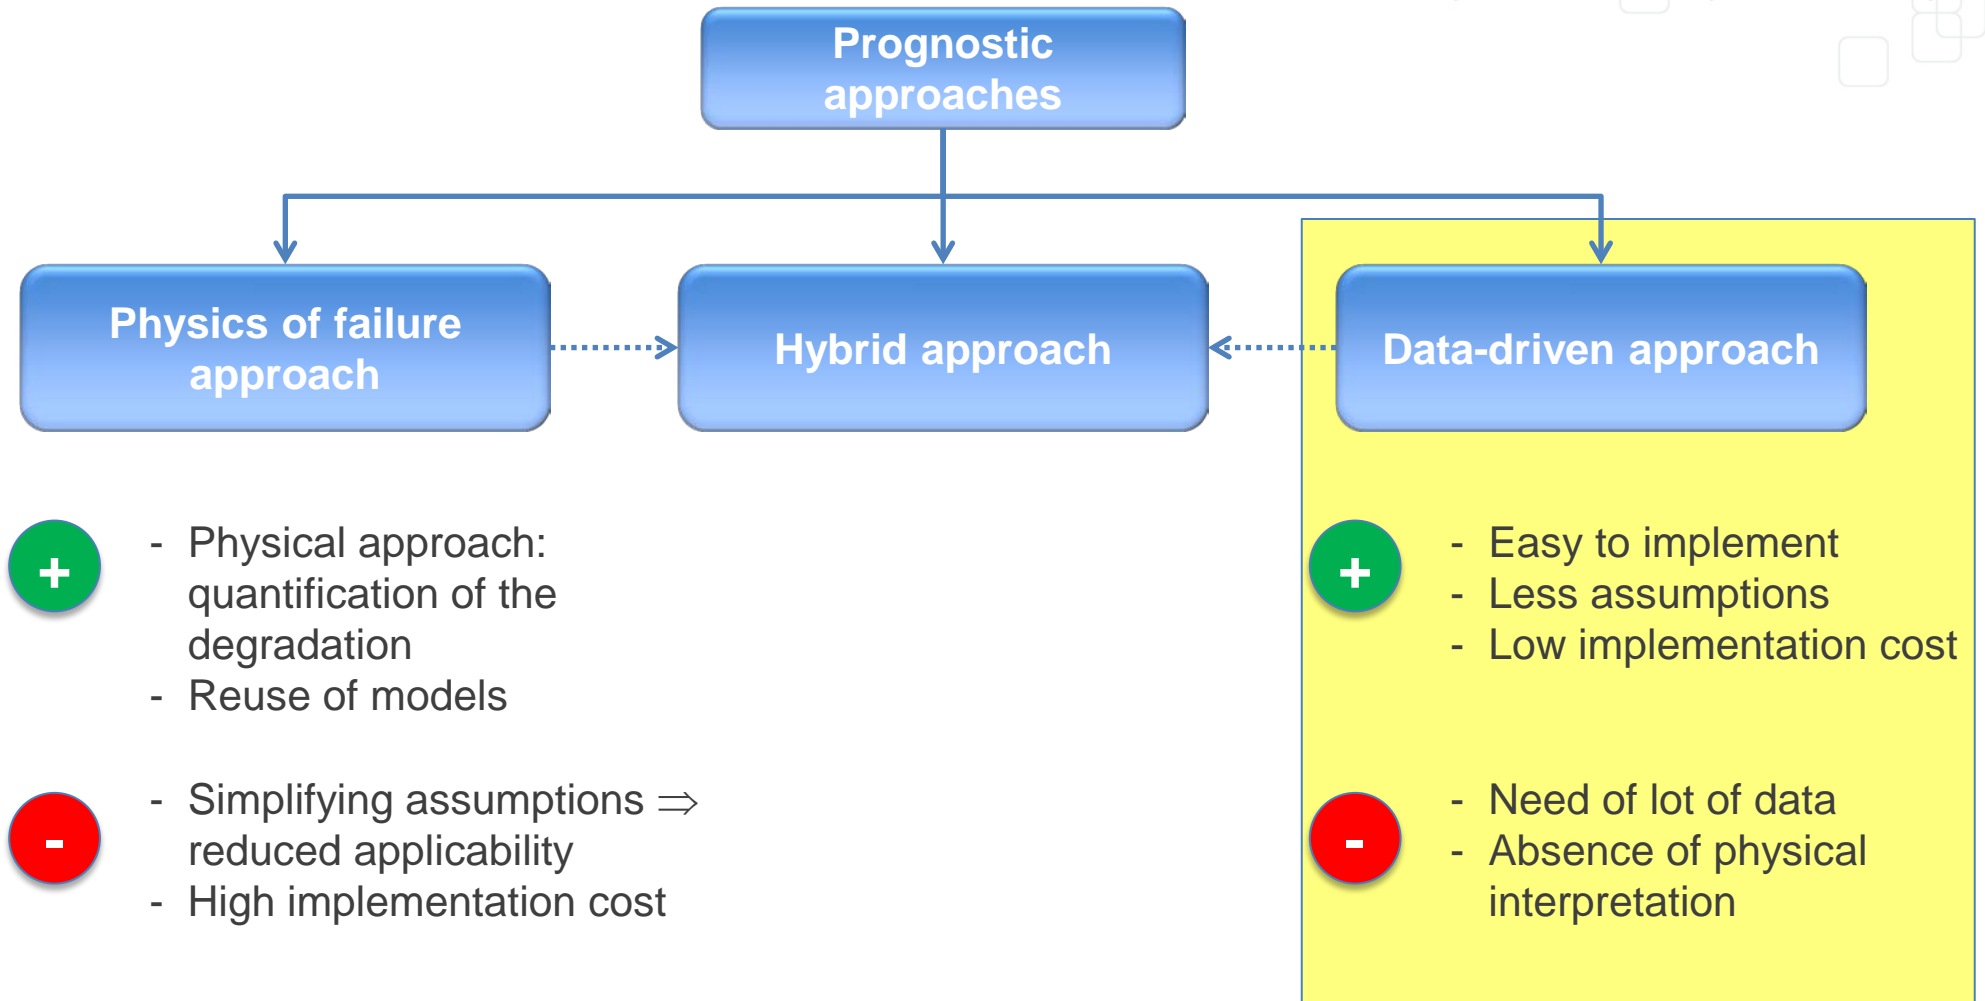 Prognostic
approaches
Physics of failure
approach
Hybrid approach
Data-driven approach
+
- Physical approach:
quantification of the
degradation
- Reuse of models
-
- Simplifying assumptions ⇒
reduced applicability
- High implementation cost
+
- Easy to implement
- Less assumptions
- Low implementation cost
-
- Need of lot of data
- Absence of physical
interpretation